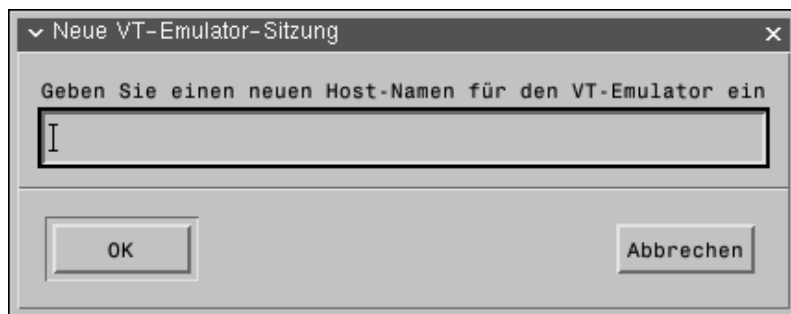 Neue VT-Emulator-Sitzung
Geben Sie einen neuen Host-Namen für den VT-Emulator ein
OK
Abbrechen